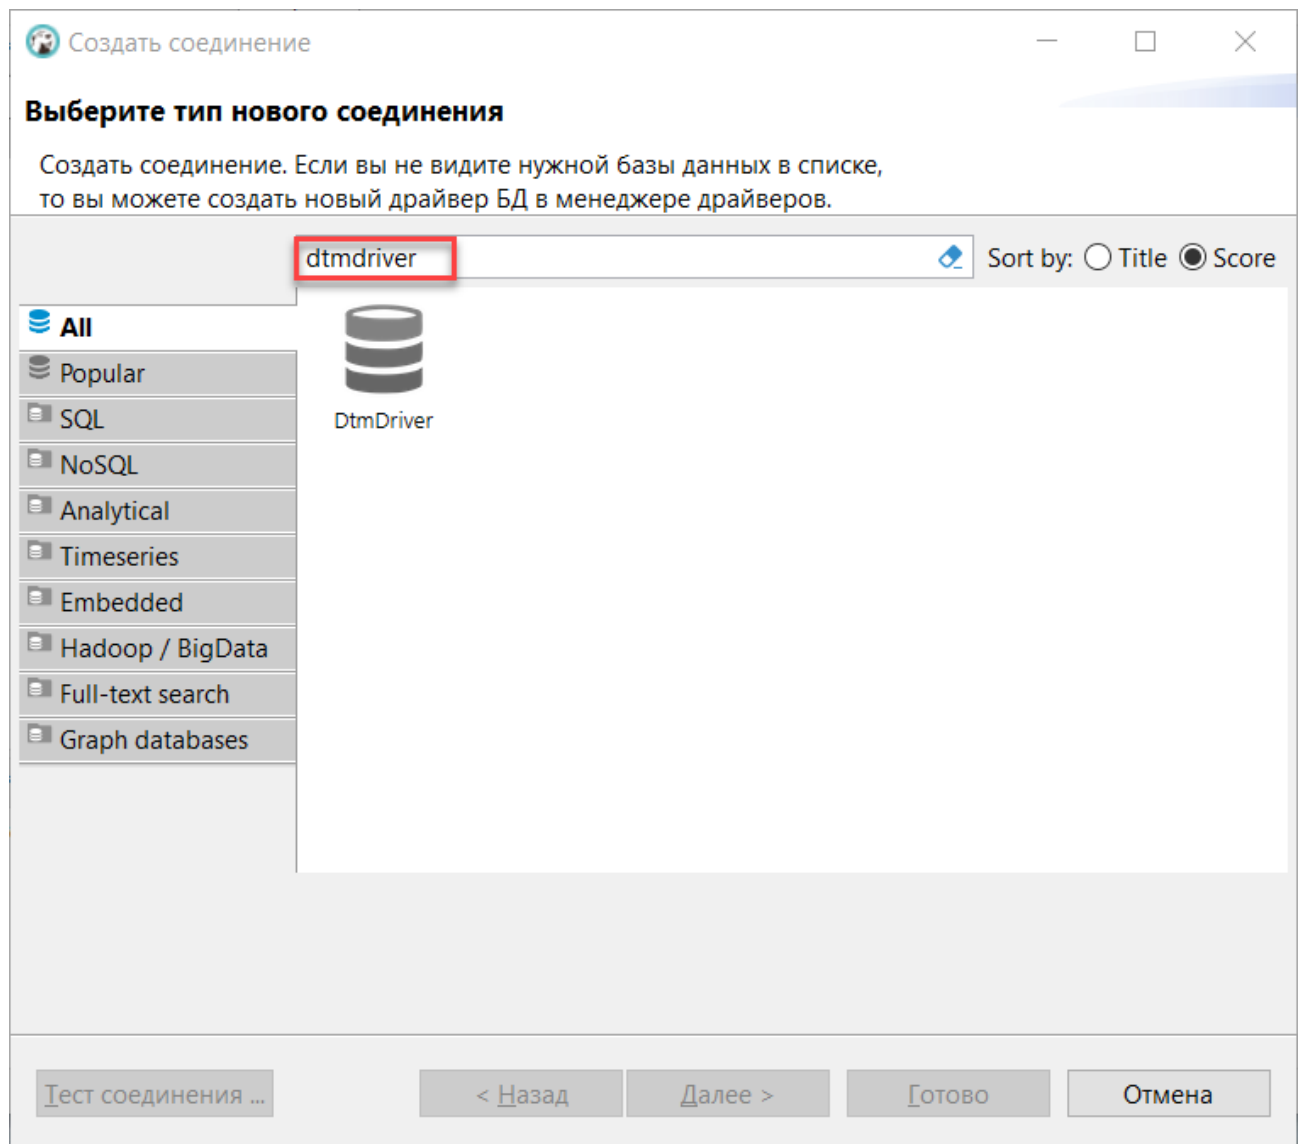 Создать соединение
Выберите тип нового соединения
Создать соединение. Если вы не видите нужной базы данных в списке,
то вы можете создать новый драйвер БД в менеджере драйверов.
dtmdriver
Sort by: Title Score
All
Popular
SQL
NoSQL
Analytical
Timeseries
Embedded
Hadoop / BigData
Full-text search
Graph databases
DtmDriver
Тест соединения ...
< Назад
Далее >
Готово
Отмена